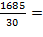 1685/30 =